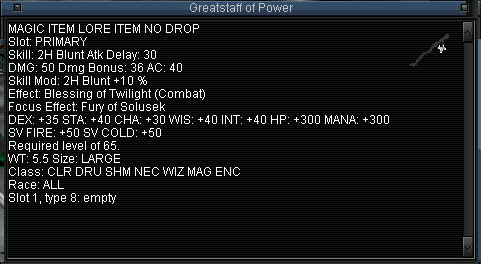 Greatstaff of Power
MAGIC ITEM LORE ITEM NO DROP
Slot: PRIMARY
Skill: 2H Blunt Atk Delay: 30
DMG: 50 Dmg Bonus: 36 AC: 40
Skill Mod: 2H Blunt +10 %
Effect: Blessing of Twilight (Combat)
Focus Effect: Fury of Solusek
DEX: +35 STA: +40 CHA: +30 WIS: +40 INT: +40 HP: +300 MANA: +300
SV FIRE: +50 SV COLD: +50
Required level of 65.
WT: 5.5 Size: LARGE
Class: CLR DRU SHM NEC WIZ MAG ENC
Race: ALL
Slot 1, type 8: empty